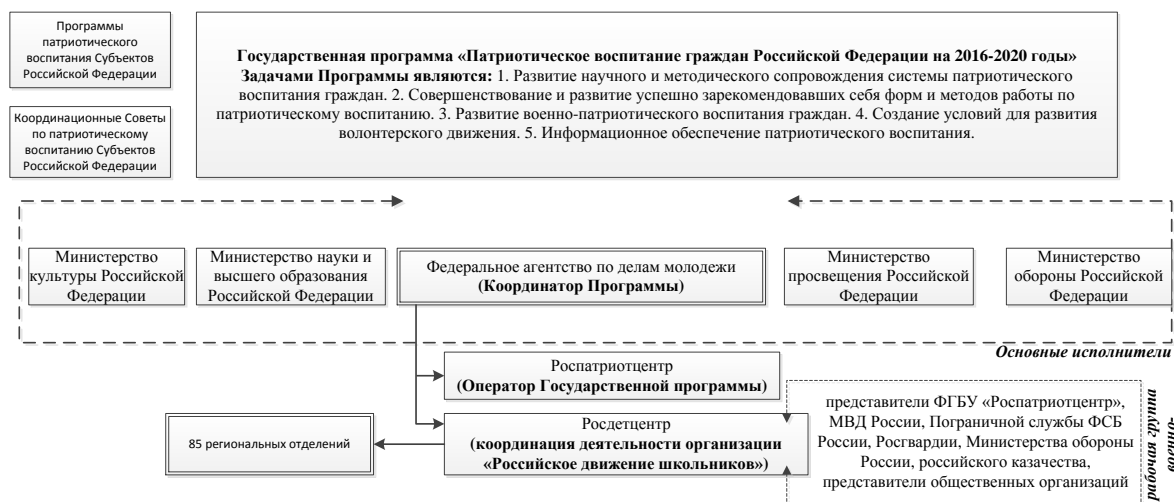 Программы
патриотического
воспитания Субъектов
Российской Федерации
Координационные Советы
по патриотическому
воспитанию Субъектов
Российской Федерации
Государственная программа «Патриотическое воспитание граждан Российской Федерации на 2016-2020 годы»
Задачами Программы являются: 1. Развитие научного и методического сопровождения системы патриотического
воспитания граждан. 2. Совершенствование и развитие успешно зарекомендовавших себя форм и методов работы по
патриотическому воспитанию. 3. Развитие военно-патриотического воспитания граждан. 4. Создание условий для развития
волонтерского движения. 5. Информационное обеспечение патриотического воспитания.
Министерство
культуры Российской
Федерации
Министерство науки и
высшего образования
Российской Федерации
Федеральное агентство по делам молодежи
(Координатор Программы)
Министерство
просвещения Российской
Федерации
Министерство
обороны Российской
Федерации
Основные исполнители
Роспатриотцентр
(Оператор Государственной программы)
85 региональных отделений
Росдетцентр
(координация деятельности организации
«Российское движение школьников»)
представители ФГБУ «Роспатриотцентр»,
МВД России, Пограничной службы ФСБ
России, Росгвардии, Министерства обороны
России, российского казачества,
представители общественных организаций
рабочая группа
военно-